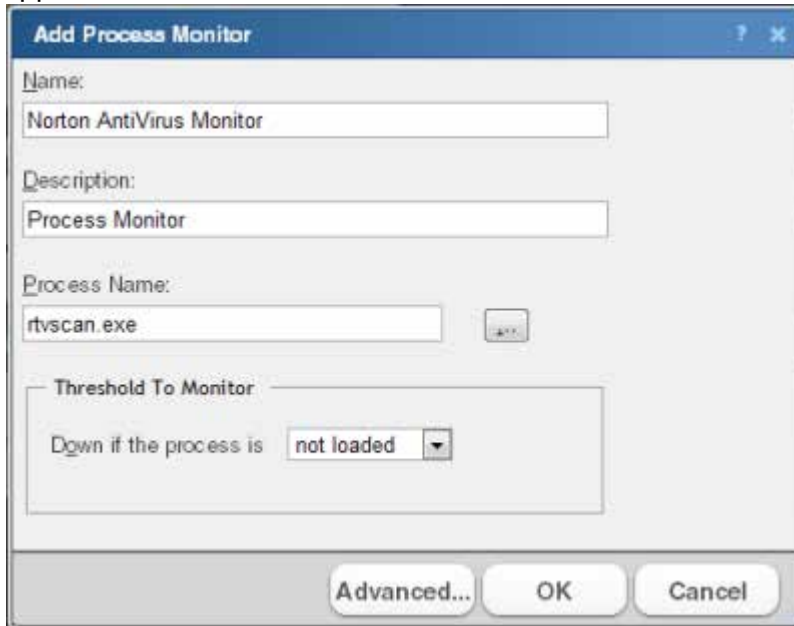 Add Process Monitor
Name:
Norton AntiVirus Monitor
Description:
Process Monitor
Process Name:
rtvscan.exe
...
Threshold To Monitor
Down if the process is not loaded
Advanced... OK Cancel